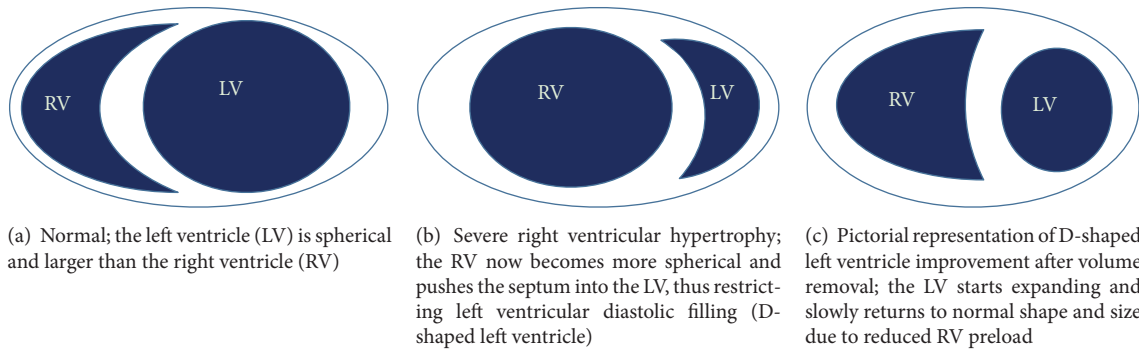 RV
LV
RV
LV
RV
LV
(a) Normal; the left ventricle (LV) is spherical
and larger than the right ventricle (RV)
(b) Severe right ventricular hypertrophy;
the RV now becomes more spherical and
pushes the septum into the LV, thus restrict-
ing left ventricular diastolic filling (D-
shaped left ventricle)
(c) Pictorial representation of D-shaped
left ventricle improvement after volume
removal; the LV starts expanding and
slowly returns to normal shape and size
due to reduced RV preload